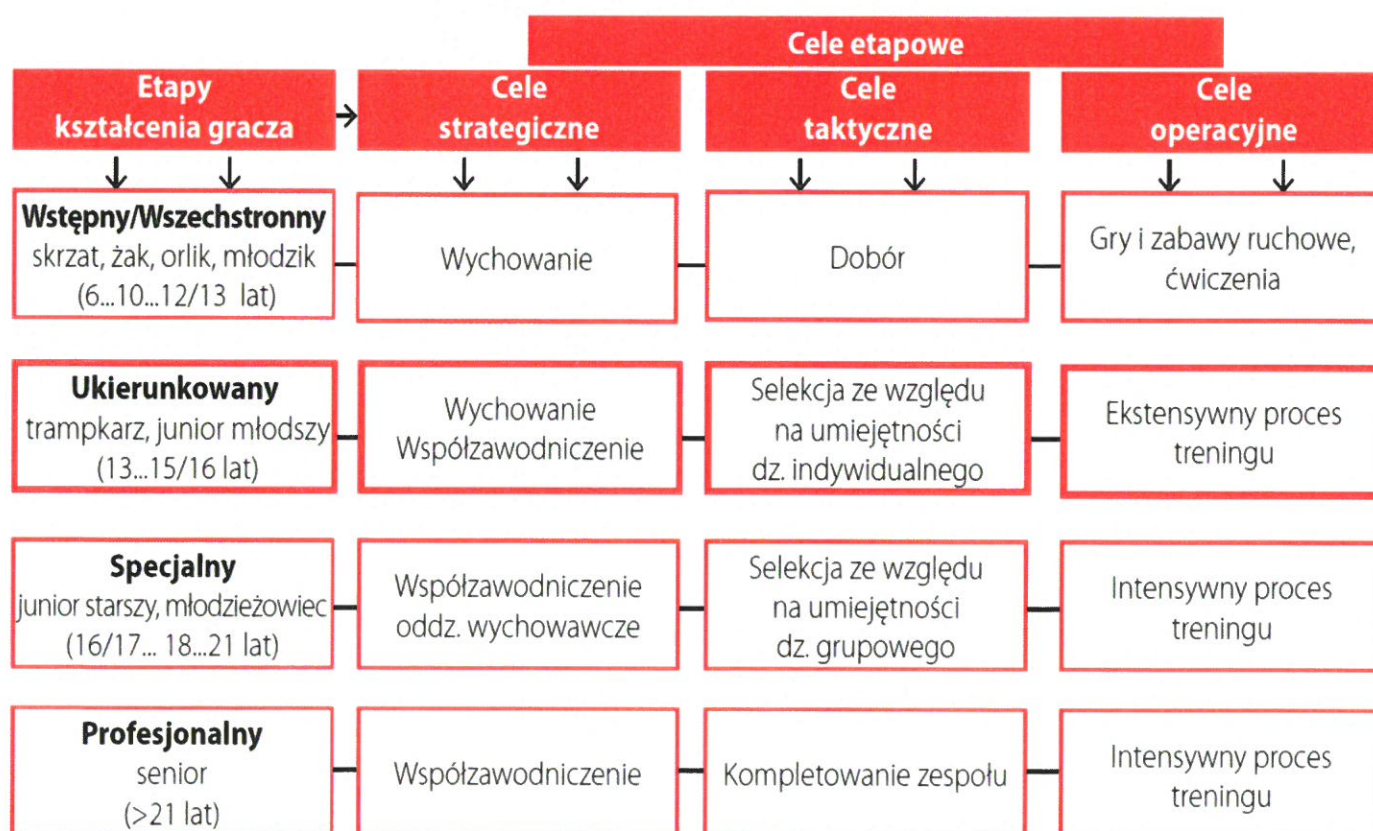 Cele etapowe
Etapy
kształcenia gracza
Cele
strategiczne
Cele
taktyczne
Cele
operacyjne
Wstępny/Wszechstronny
skrzat, żak, orlik, młodzik
(6...10...12/13 lat)
Wychowanie
Dobór
Gry i zabawy ruchowe,
ćwiczenia
Ukierunkowany
trampkarz, junior młodszy
(13...15/16 lat)
Wychowanie
Współzawodniczenie
Selekcja ze względu
na umiejętności
dz. indywidualnego
Ekstensywny proces
treningu
Specjalny
junior starszy, młodzieżowiec
(16/17... 18...21 lat)
Współzawodniczenie
oddz. wychowawcze
Selekcja ze względu
na umiejętności
dz. grupowego
Intensywny proces
treningu
Profesjonalny
senior
(>21 lat)
Współzawodniczenie
Kompletowanie zespołu
Intensywny proces
treningu